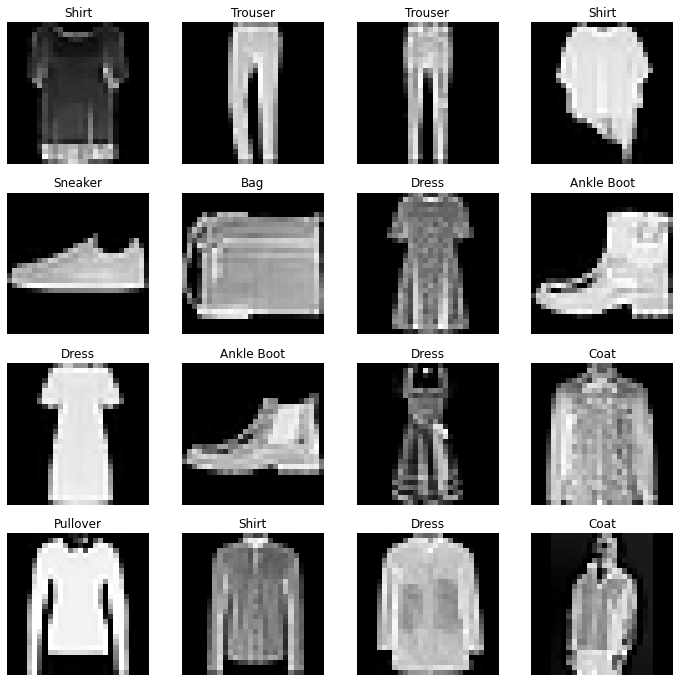 Shirt Trouser Trouser Shirt
Sneaker Bag Dress Ankle Boot
Dress Ankle Boot Dress Coat
Pullover Shirt Dress Coat